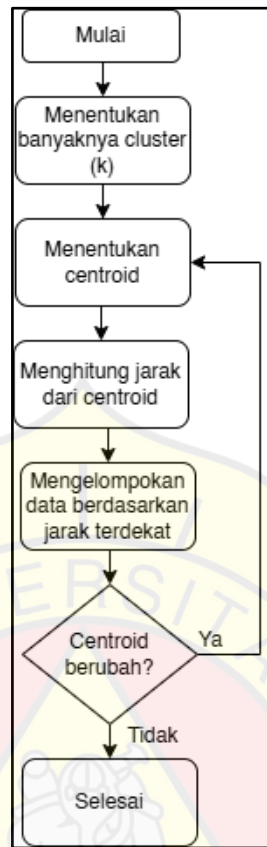 Mulai
Menentukan
banyaknya cluster
(k)
Menentukan
centroid
Menghitung jarak
dari centroid
Mengelompokan
data berdasarkan
jarak terdekat
Centroid
berubah?
Ya
Tidak
Selesai